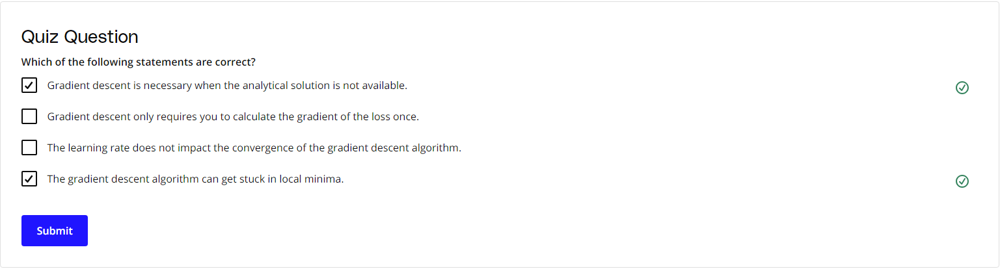 Quiz Question
Which of the following statements are correct?
Gradient descent is necessary when the analytical solution is not available.
Gradient descent only requires you to calculate the gradient of the loss once.
The learning rate does not impact the convergence of the gradient descent algorithm.
The gradient descent algorithm can get stuck in local minima.
Submit